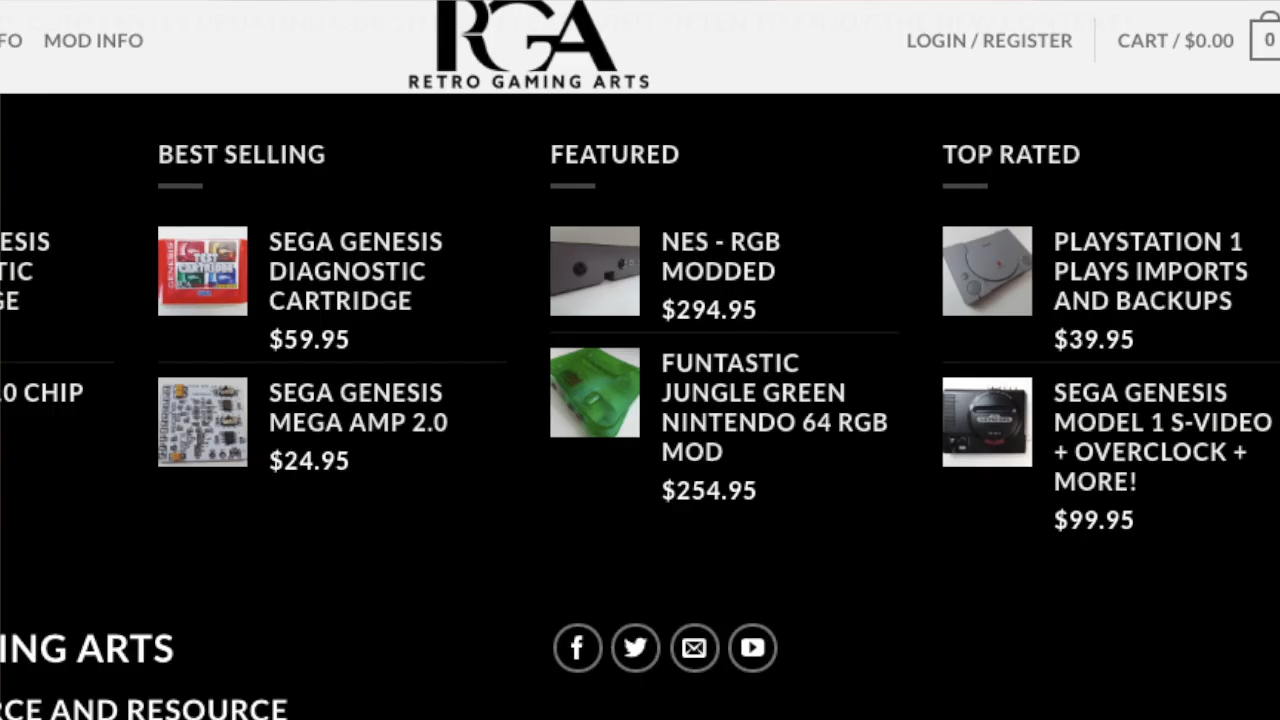 FO
MOD INFO
RGA
RETRO GAMING ARTS
LOGIN / REGISTER
CART / $0.00
0
ESIS
TIC
GE
.0 CHIP
BEST SELLING
SEGA GENESIS
DIAGNOSTIC
CARTRIDGE
$59.95
SEGA GENESIS
MEGA AMP 2.0
$24.95
FEATURED
NES - RGB
MODDED
$294.95
FUNTASTIC
JUNGLE GREEN
NINTENDO 64 RGB
MOD
$254.95
TOP RATED
PLAYSTATION 1
PLAYS IMPORTS
AND BACKUPS
$39.95
SEGA GENESIS
MODEL 1 S-VIDEO
+ OVERCLOCK +
MORE!
$99.95
ING ARTS
RCE AND RESOURCE